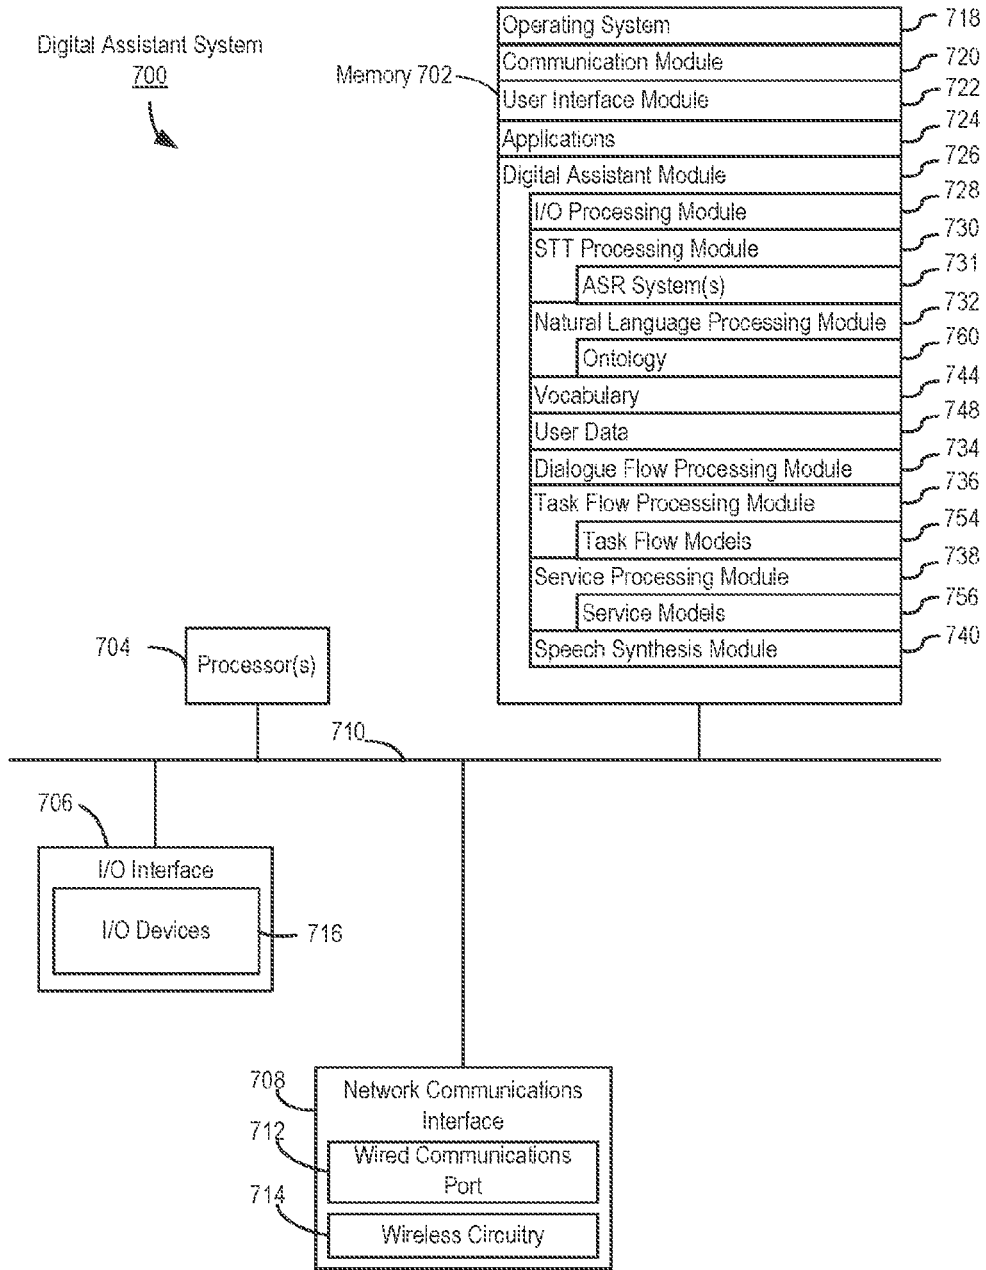 Digital Assistant System
700
Memory 702
Operating System 718
Communication Module 720
User Interface Module 722
Applications 724
Digital Assistant Module 726
I/O Processing Module 728
STT Processing Module 730
ASR System(s) 731
Natural Language Processing Module 732
Ontology 760
Vocabulary 744
User Data 748
Dialogue Flow Processing Module 734
Task Flow Processing Module 736
Task Flow Models 754
Service Processing Module 738
Service Models 756
Speech Synthesis Module 740
704
Processor(s)
710
706
I/O Interface
I/O Devices
716
708
Network Communications
Interface
712
Wired Communications
Port
714
Wireless Circuitry